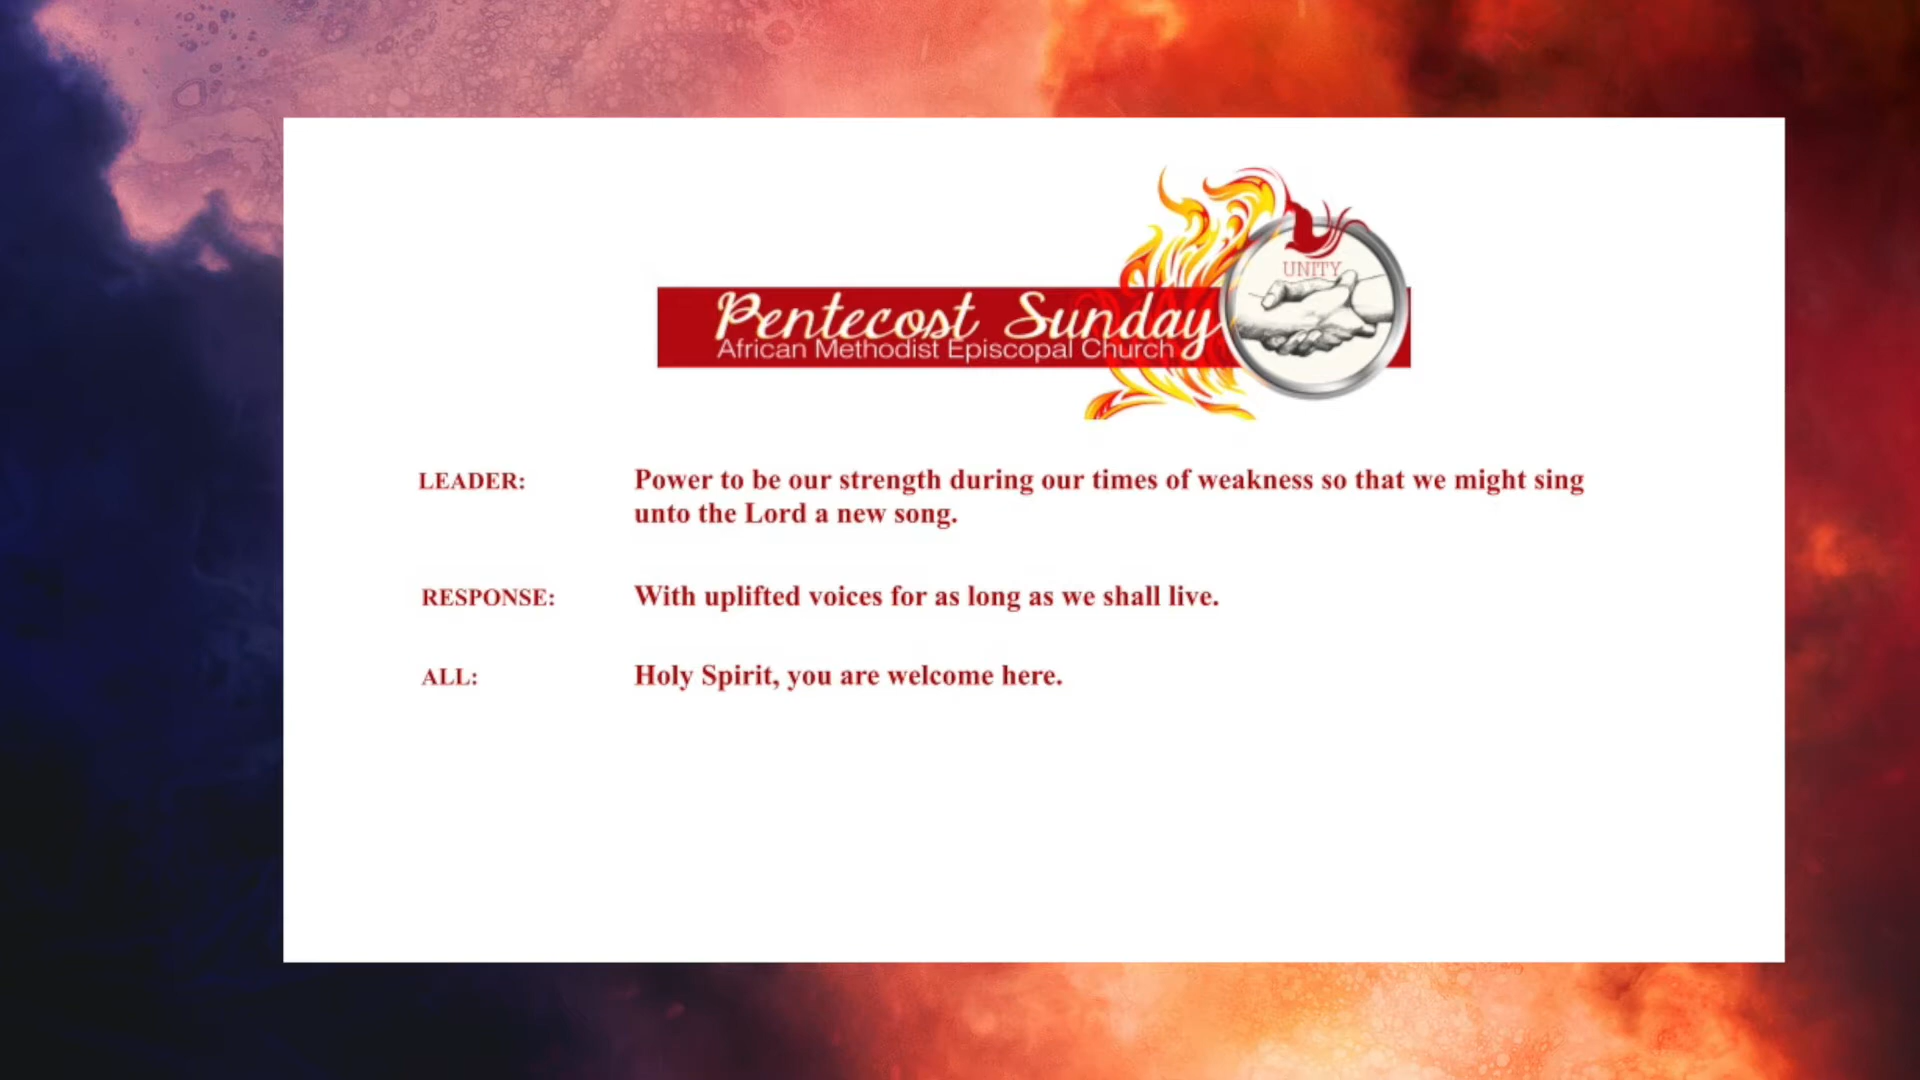 UNITY
Pentecost Sunday
African Methodist Episcopal Church
LEADER: Power to be our strength during our times of weakness so that we might sing
unto the Lord a new song.
RESPONSE: With uplifted voices for as long as we shall live.
ALL: Holy Spirit, you are welcome here.